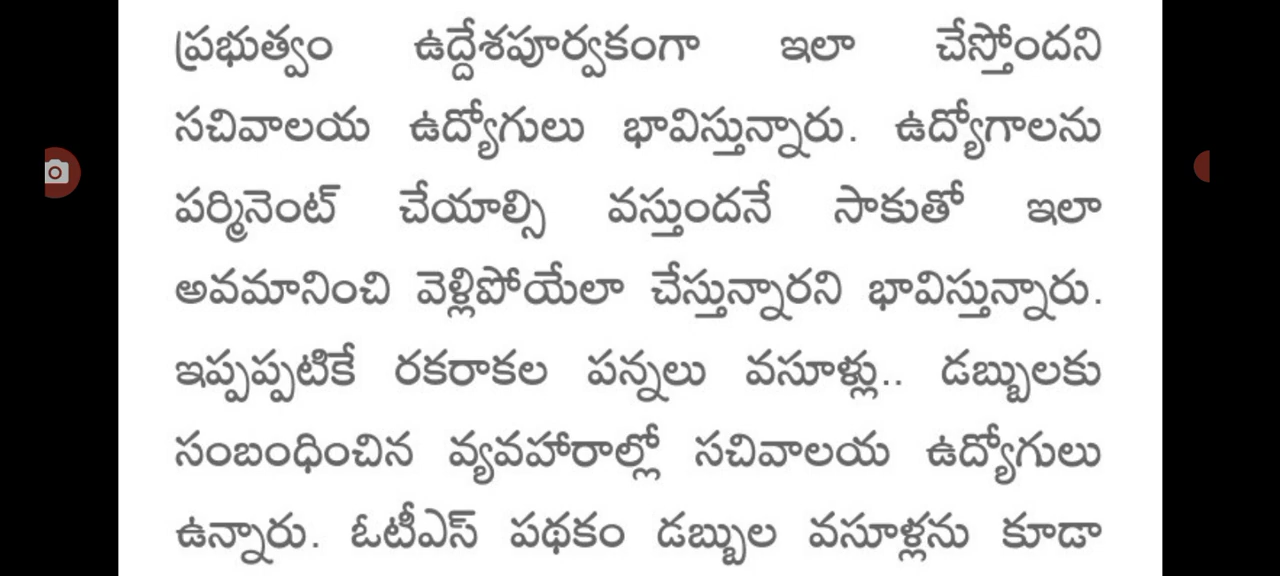 ప్రభుత్వం ఉద్దేశపూర్వకంగా ఇలా చేస్తోందని
సచివాలయ ఉద్యోగులు భావిస్తున్నారు. ఉద్యోగాలను
పర్మినెంట్ చేయాల్సి వస్తుందనే సాకుతో ఇలా
అవమానించి వెళ్లిపోయేలా చేస్తున్నారని భావిస్తున్నారు.
ఇప్పప్పటికే రకరాకల పన్నలు వసూళ్లు.. డబ్బులకు
సంబంధించిన వ్యవహారాల్లో సచివాలయ ఉద్యోగులు
ఉన్నారు. ఓటీఎస్ పథకం డబ్బుల వసూళ్లను కూడా